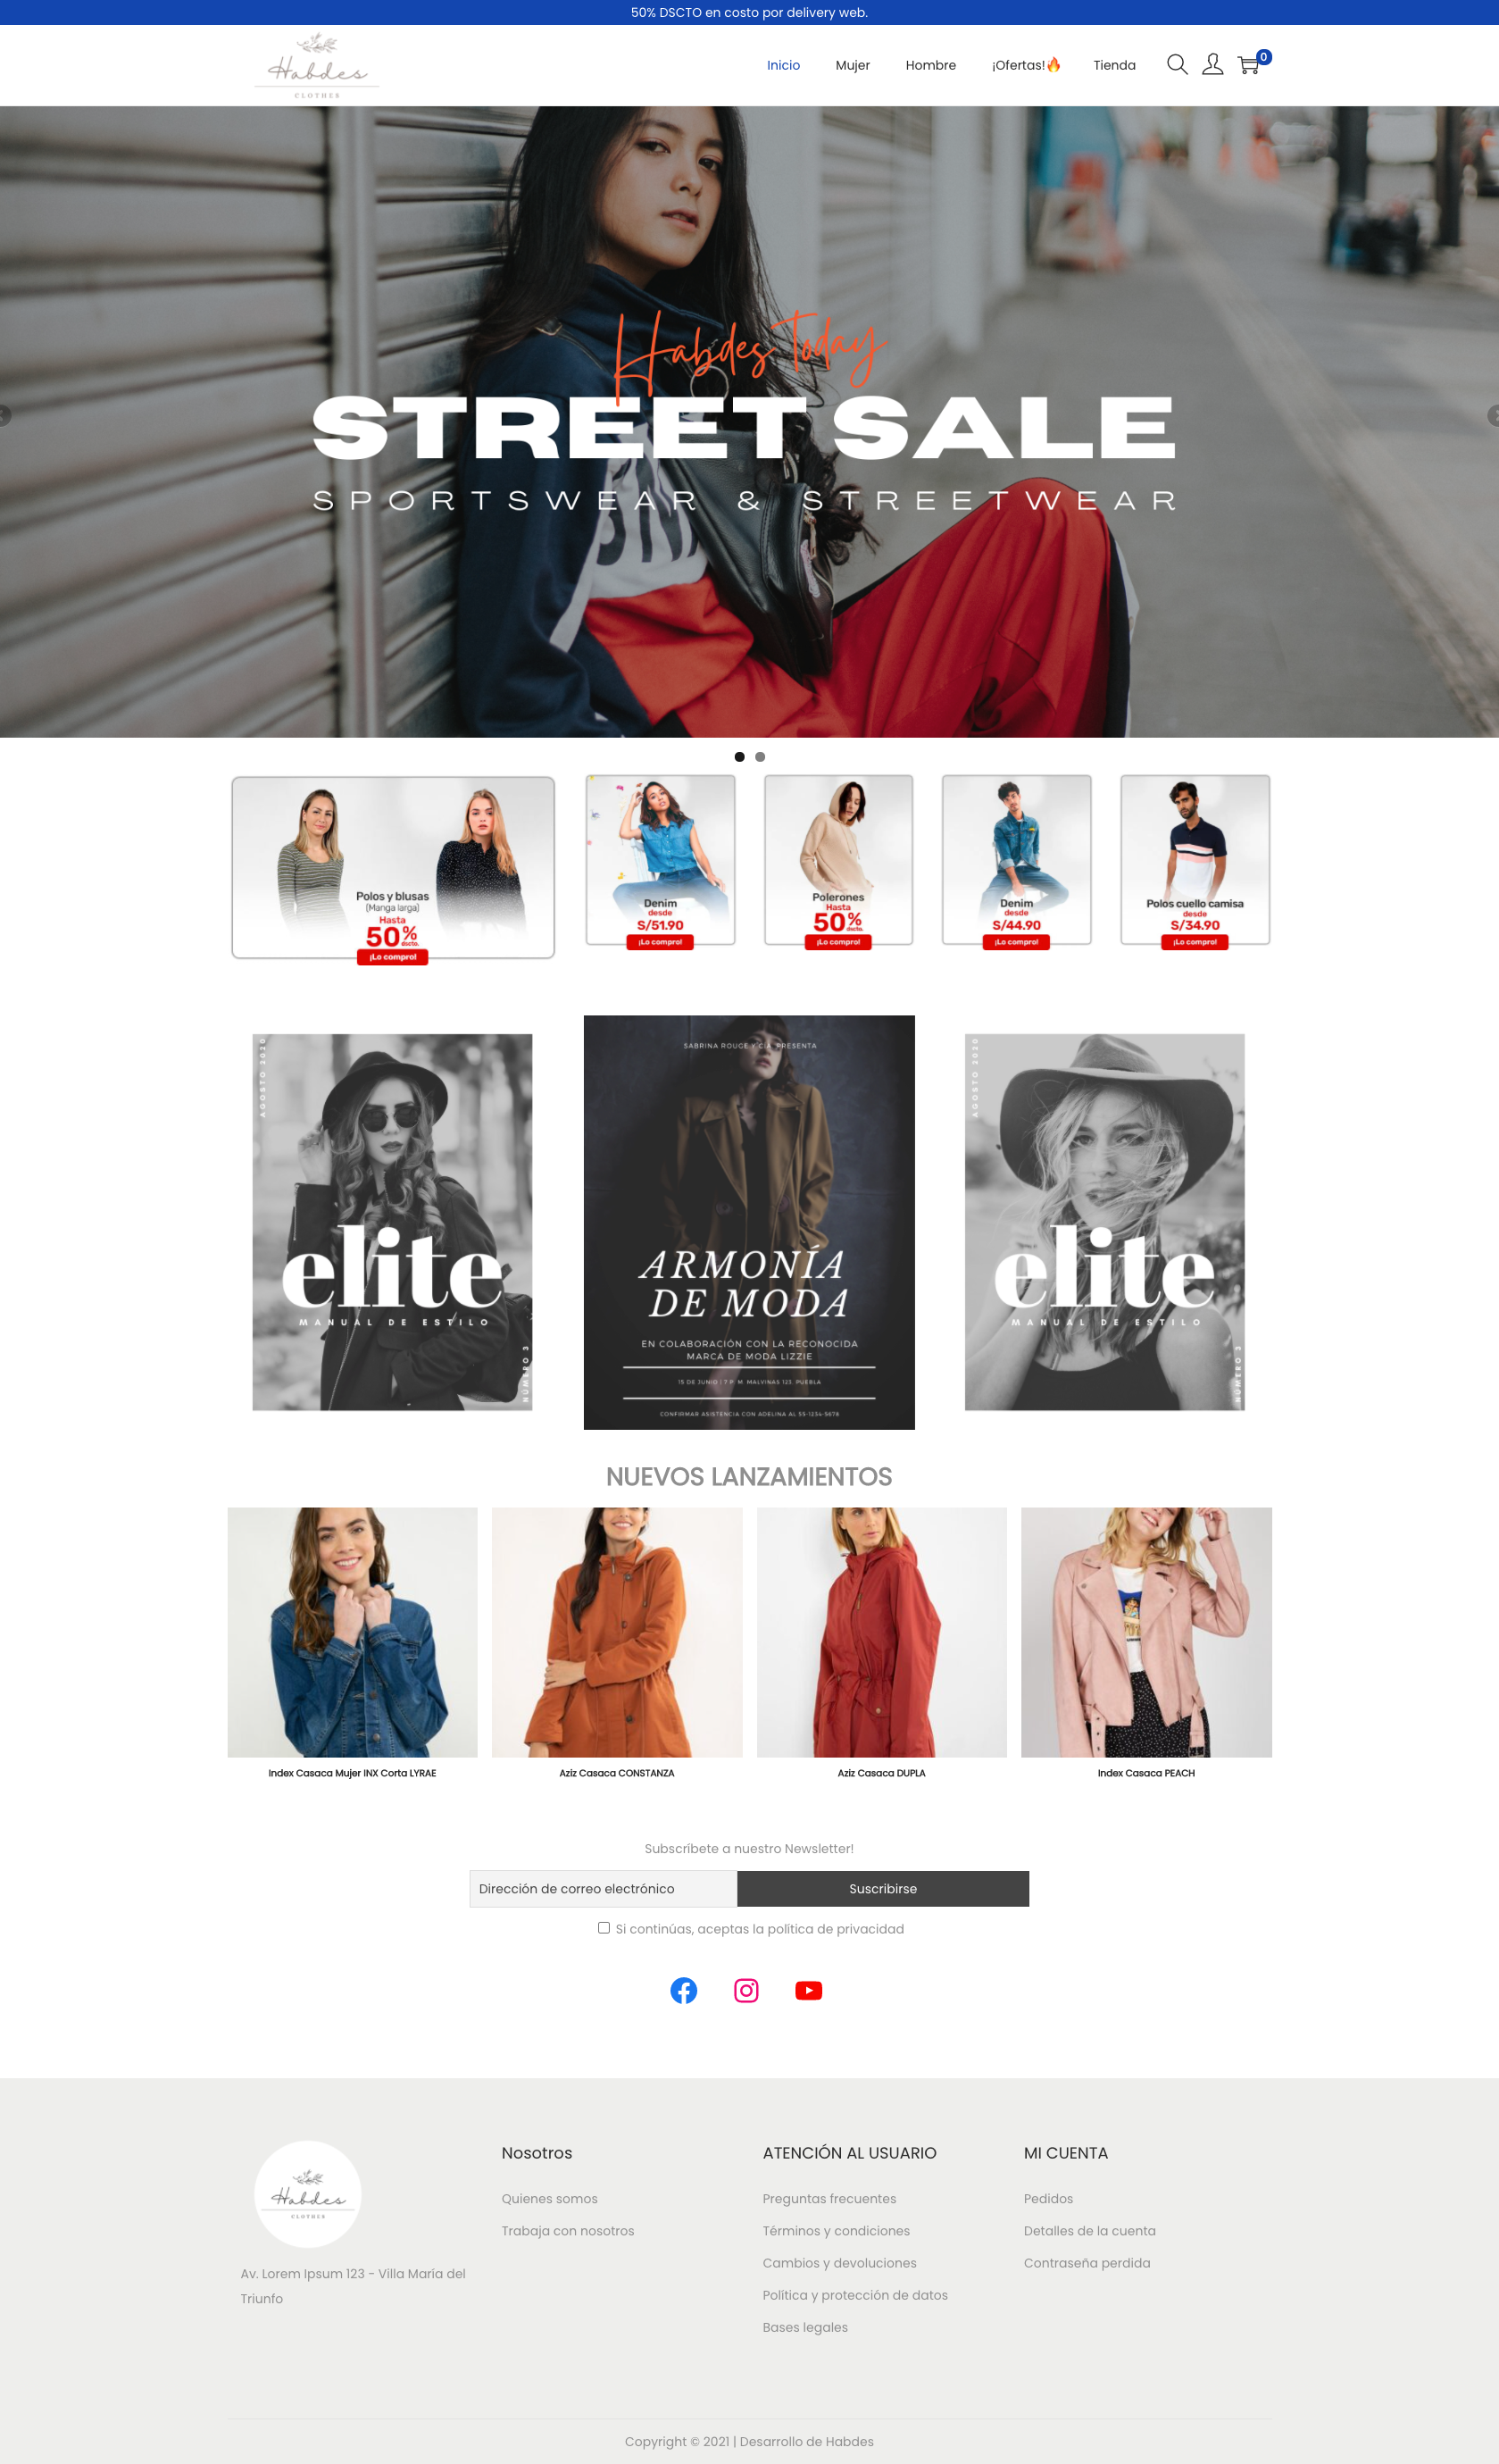 50% DSCTO en costo por delivery web.
Habdes
CLOTHES
Inicio
Mujer
Hombre
¡Ofertas!🔥
Tienda
0
Habdes Today
STREET SALE
SPORTSWEAR & STREETWEAR
Polos y blusas
(Manga larga)
Hasta
50% dscto.
¡Lo compro!
Denim
desde
S/51.90
¡Lo compro!
Polerones
Hasta
50% dscto.
¡Lo compro!
Denim
desde
S/44.90
¡Lo compro!
Polos cuello camisa
desde
S/34.90
¡Lo compro!
AGOSTO 2020
elite
MANUAL DE ESTILO
NÚMERO 3
SABRINA ROUGE Y CÍA. PRESENTA
ARMONÍA
DE MODA
EN COLABORACIÓN CON LA RECONOCIDA
MARCA DE MODA LIZZIE
15 DE JUNIO | 7 P. M. MALVINAS 123. PUEBLA
CONFIRMAR ASISTENCIA CON ADELINA AL 55-1234-5678
AGOSTO 2020
elite
MANUAL DE ESTILO
NÚMERO 3
NUEVOS LANZAMIENTOS
Index Casaca Mujer INX Corta LYRAE
Aziz Casaca CONSTANZA
Aziz Casaca DUPLA
Index Casaca PEACH
Subscríbete a nuestro Newsletter!
Dirección de correo electrónico
Suscribirse
Si continúas, aceptas la política de privacidad
Habdes
CLOTHES
Av. Lorem Ipsum 123 - Villa María del
Triunfo
Nosotros
Quienes somos
Trabaja con nosotros
ATENCIÓN AL USUARIO
Preguntas frecuentes
Términos y condiciones
Cambios y devoluciones
Política y protección de datos
Bases legales
MI CUENTA
Pedidos
Detalles de la cuenta
Contraseña perdida
Copyright © 2021 | Desarrollo de Habdes